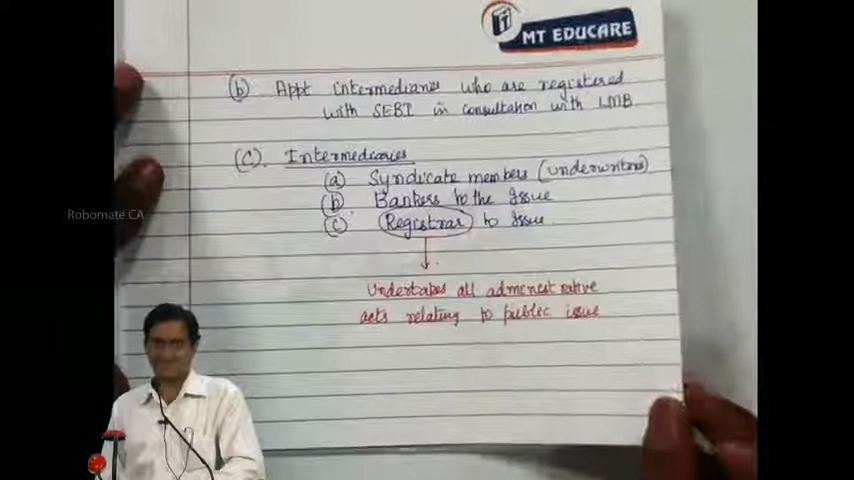 MT EDUCARE
(b) Appt intermediaries who are registered
with SEBI in consultation with LMB
(C). Intermediaries
(a) Syndicate members (underwriters)
(b) Bankers to the Issue
(c) Registrar to Issue
Robomate CA
Undertakes all administrative
acts relating to public issue